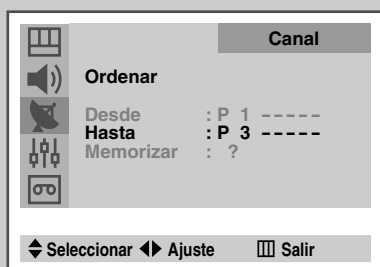 Canal
Ordenar
Desde : P 1 -----
Hasta : P 3 -----
Memorizar : ?
Seleccionar Ajuste Salir